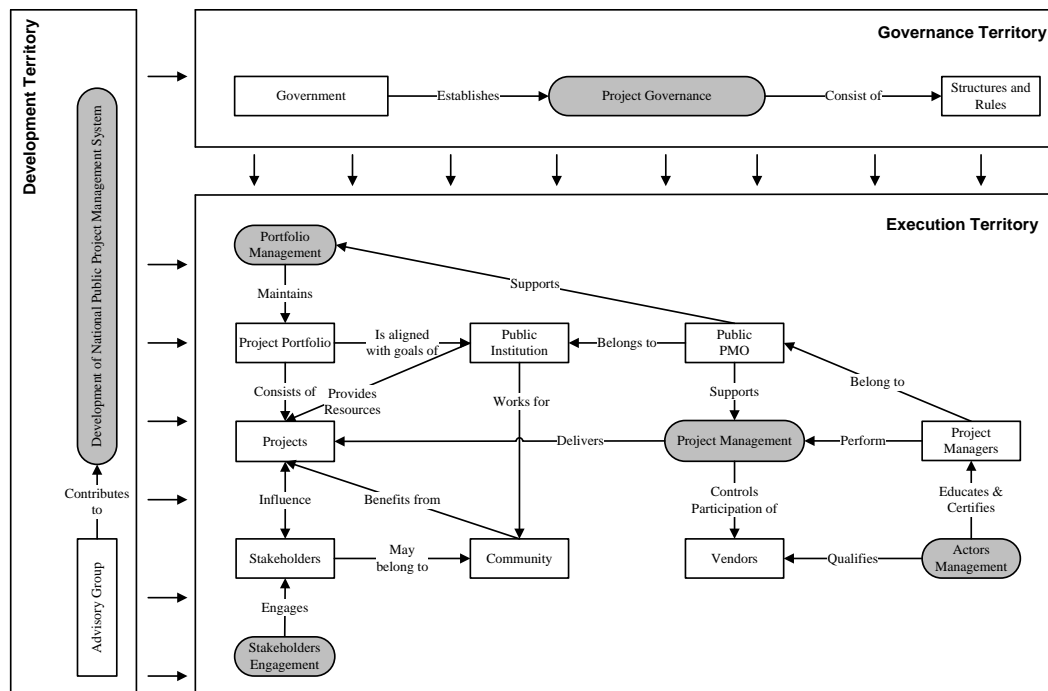 Development Territory
Development of National Public Project Management System
Contributes
to
Advisory Group
Governance Territory
Government
Establishes
Project Governance
Consist of
Structures and
Rules
Execution Territory
Portfolio
Management
Supports
Maintains
Project Portfolio
Is aligned
with goals of
Public
Institution
Belongs to
Public
PMO
Belong to
Consists of
Provides
Resources
Works for
Supports
Projects
Delivers
Project Management
Perform
Project
Managers
Influence
Benefits from
Controls
Participation of
Educates &
Certifies
Stakeholders
May
belong to
Community
Vendors
Qualifies
Actors
Management
Engages
Stakeholders
Engagement